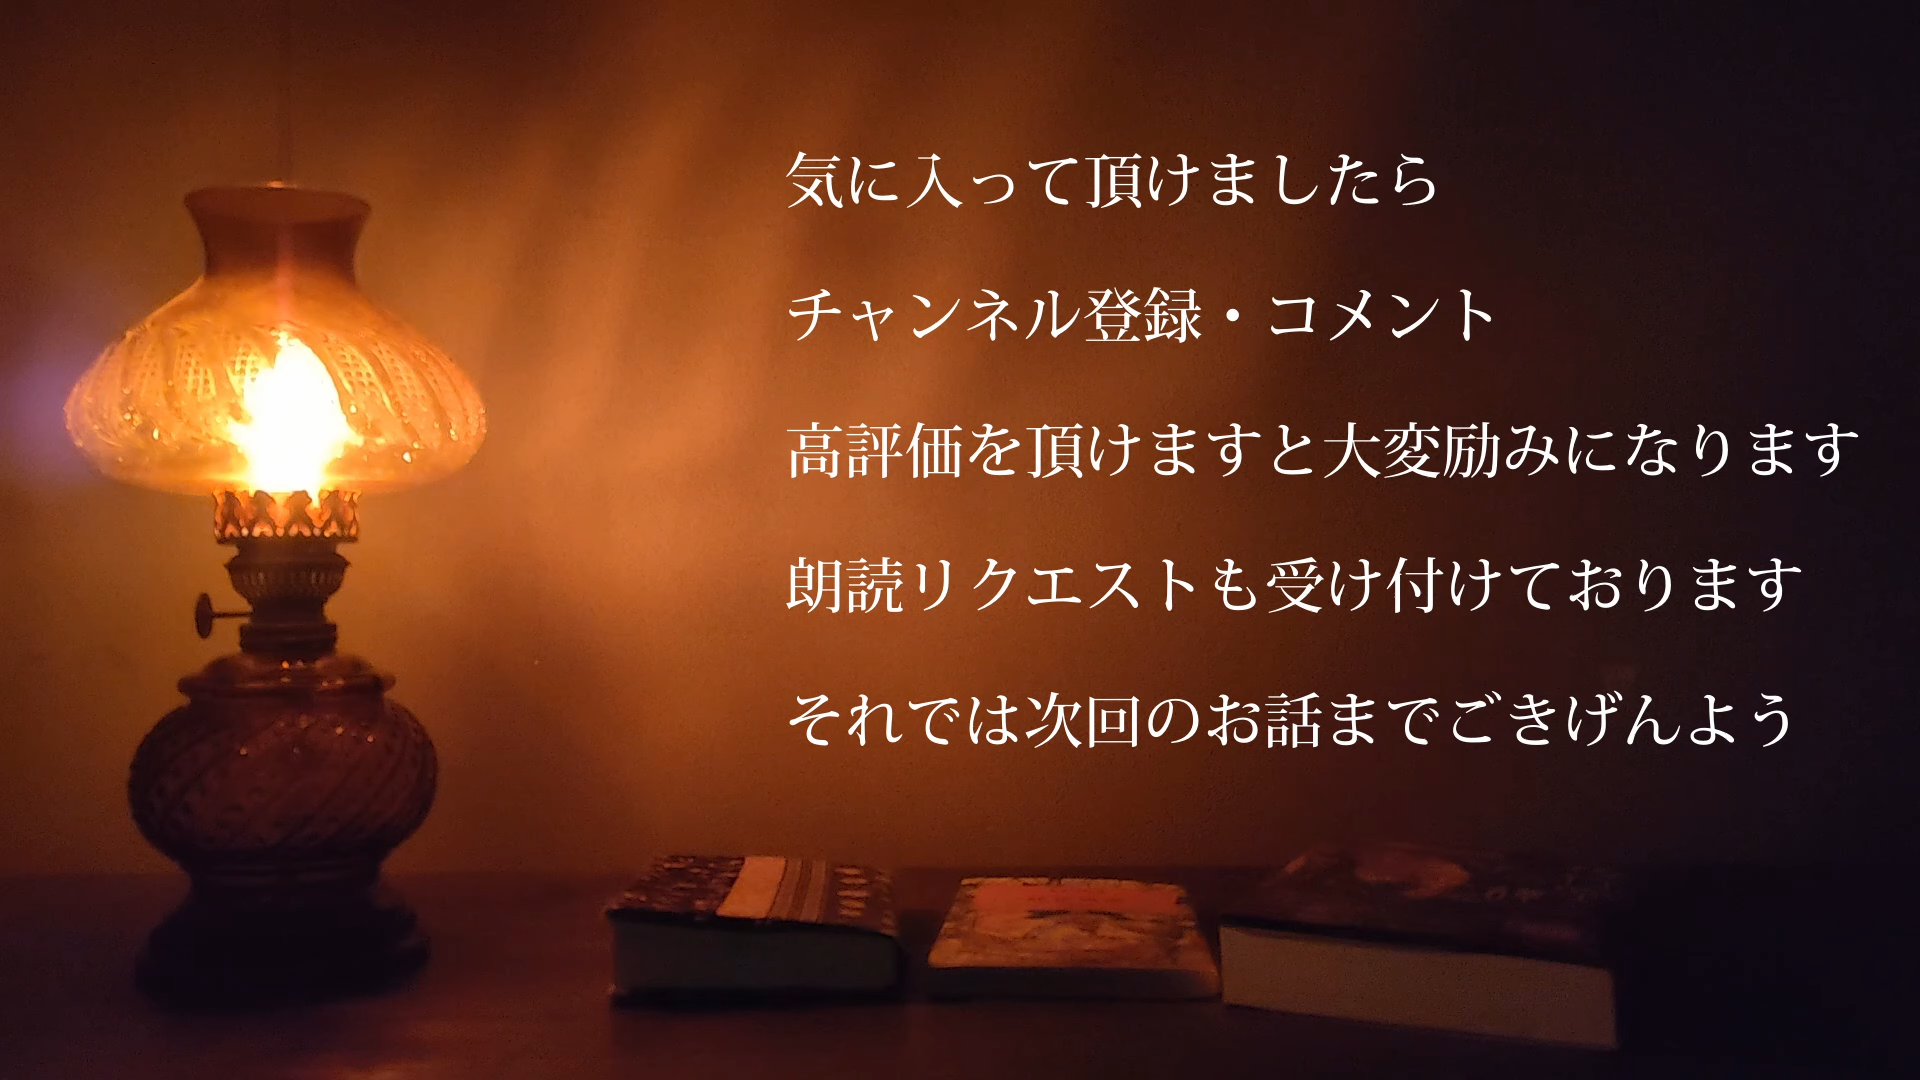 気に入って頂けましたら
チャンネル登録・コメント
高評価を頂けますと大変励みになります
朗読リクエストも受け付けております
それでは次回のお話までごきげんよう